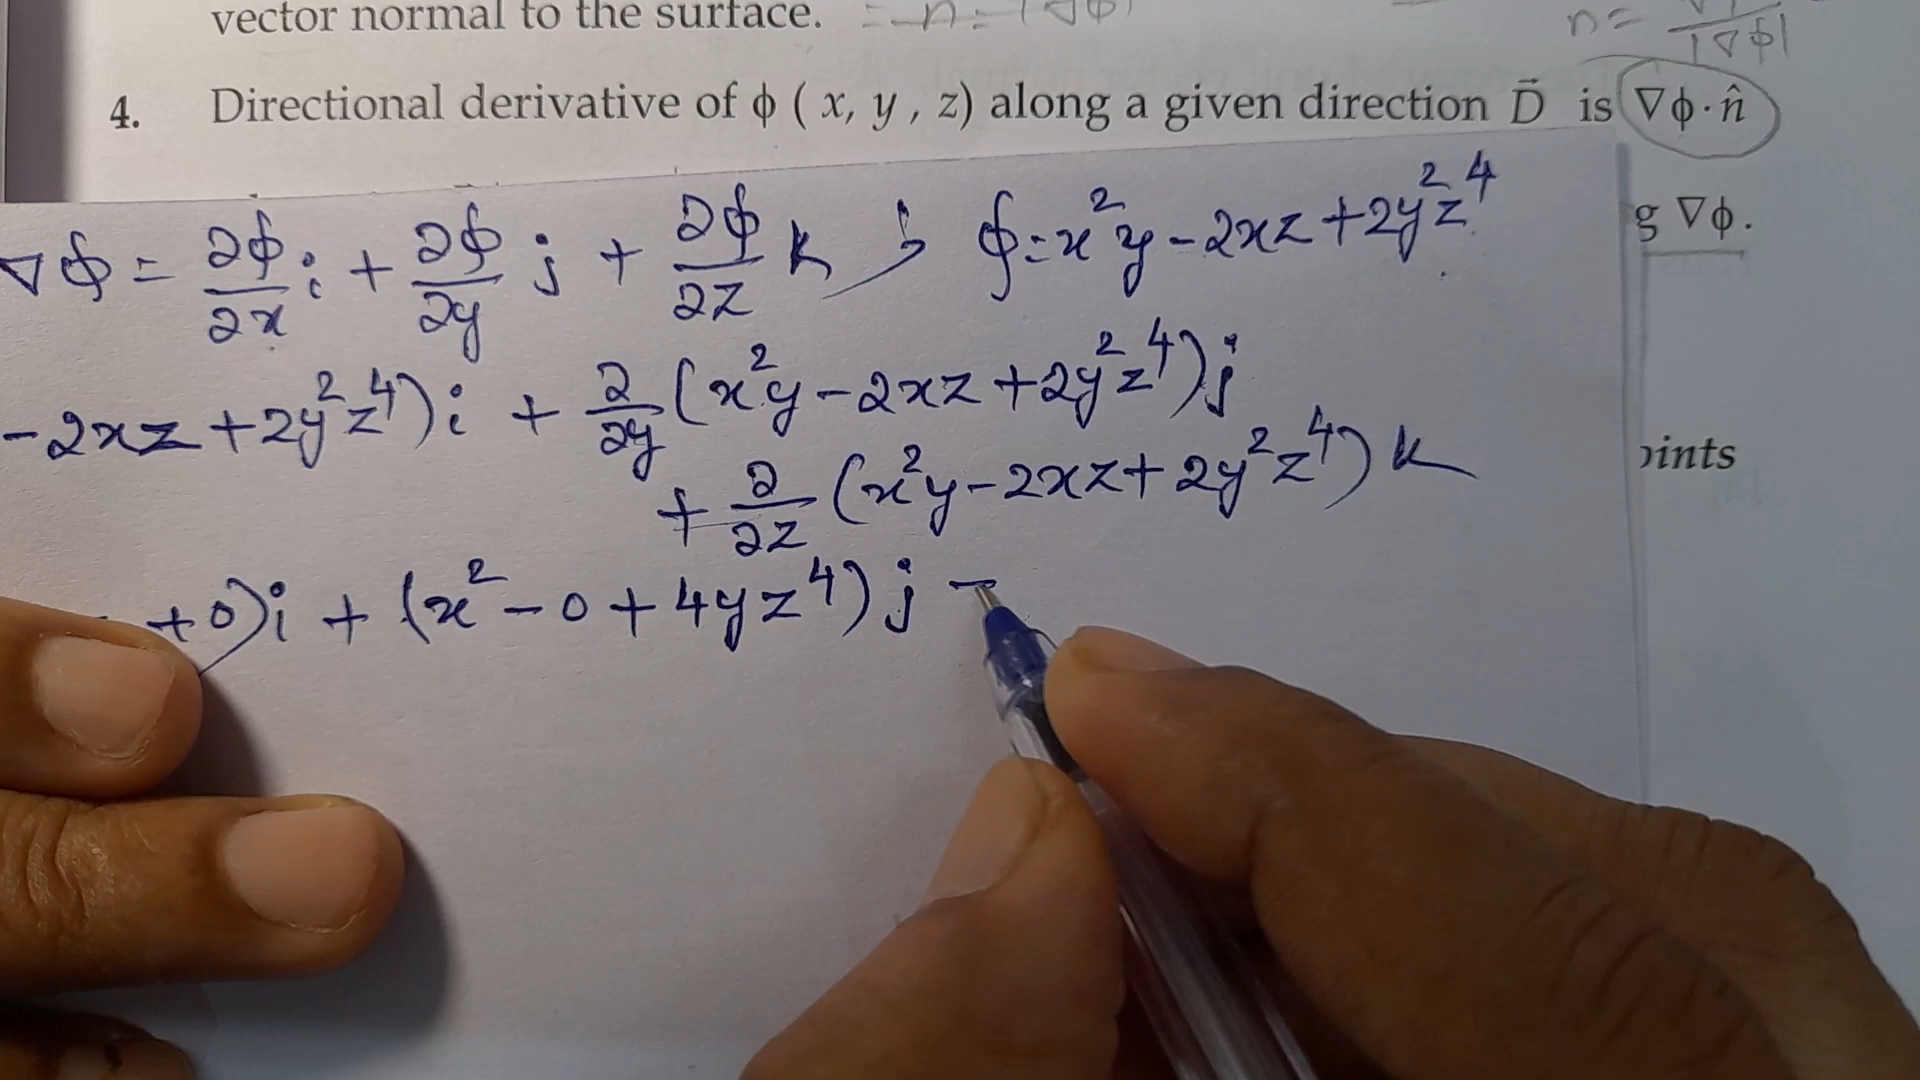 vector normal to the surface.
n =
|∇ϕ|
4. Directional derivative of ϕ ( x, y , z) along a given direction D⃗ is ∇ϕ · n̂
g ∇ϕ.
∇ϕ = ∂ϕ/∂x i + ∂ϕ/∂y j + ∂ϕ/∂z k ; ϕ = x²y - 2xz + 2y²z⁴
- 2xz + 2y²z⁴) i + ∂/∂y (x²y - 2xz + 2y²z⁴) j
+ ∂/∂z (x²y - 2xz + 2y²z⁴) k
oints
+0) i + (x² - 0 + 4yz⁴) j